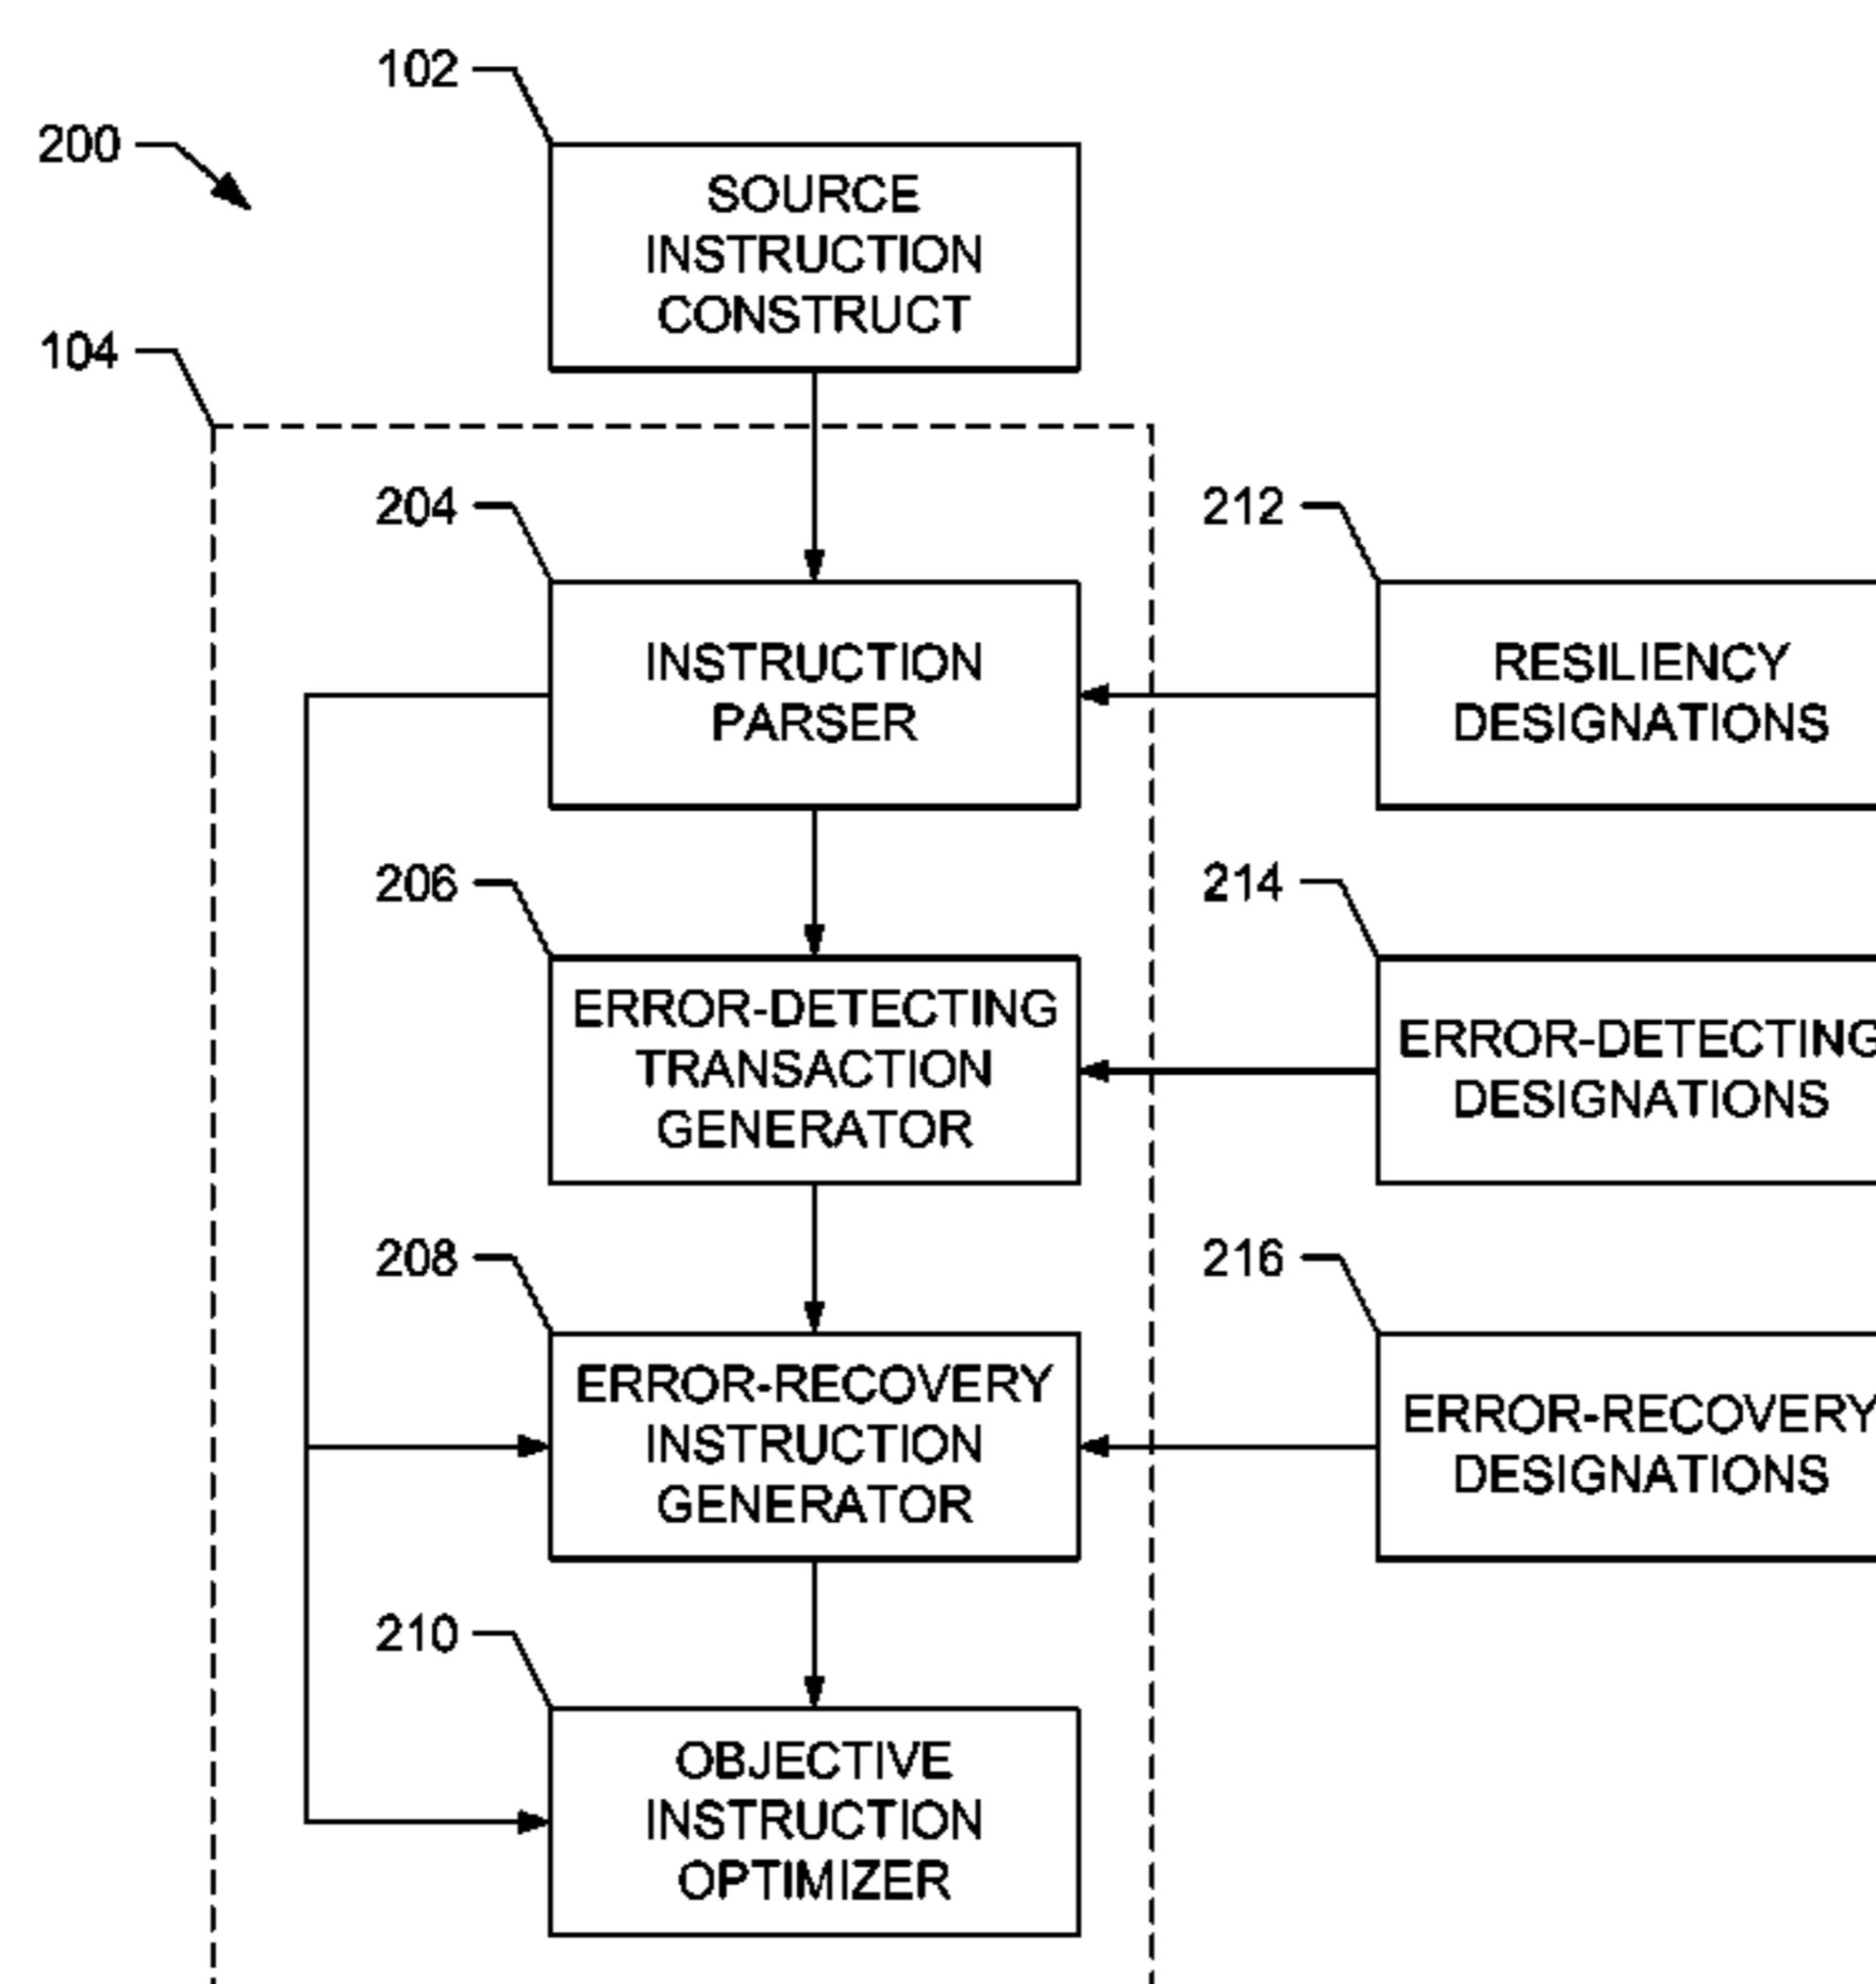 102
200
SOURCE
INSTRUCTION
CONSTRUCT
104
204
INSTRUCTION
PARSER
212
RESILIENCY
DESIGNATIONS
206
ERROR-DETECTING
TRANSACTION
GENERATOR
214
ERROR-DETECTING
DESIGNATIONS
208
ERROR-RECOVERY
INSTRUCTION
GENERATOR
216
ERROR-RECOVERY
DESIGNATIONS
210
OBJECTIVE
INSTRUCTION
OPTIMIZER